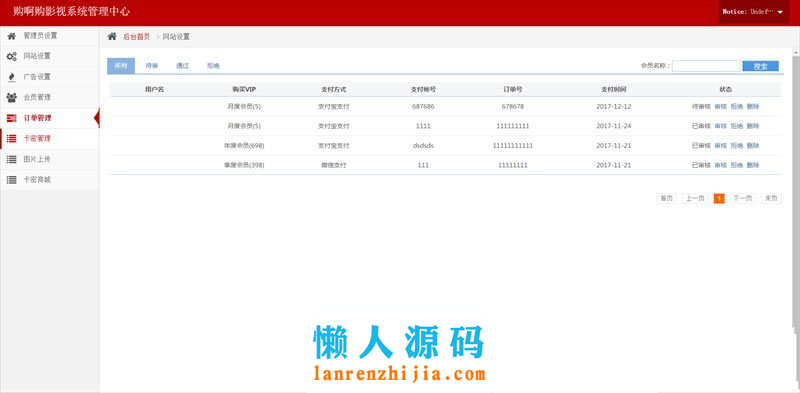 购啊购影视系统管理中心
Notice: Undef···
管理员设置
网站设置
广告设置
会员管理
订单管理
卡密管理
图片上传
卡密商城
后台首页 > 网站设置
所有 待审 通过 拒绝
会员名称: 搜索
用户名 购买VIP 支付方式 支付帐号 订单号 支付时间 状态
月度会员(5) 支付宝支付 687686 678678 2017-12-12 待审核 审核 拒绝 删除
月度会员(5) 支付宝支付 1111 111111111 2017-11-24 已审核 审核 拒绝 删除
年度会员(698) 支付宝支付 dsdsds 11111111111 2017-11-21 已审核 审核 拒绝 删除
季度会员(398) 微信支付 111 11111111 2017-11-21 已审核 审核 拒绝 删除
首页 上一页 1 下一页 末页
懒人源码
lanrenzhijia.com